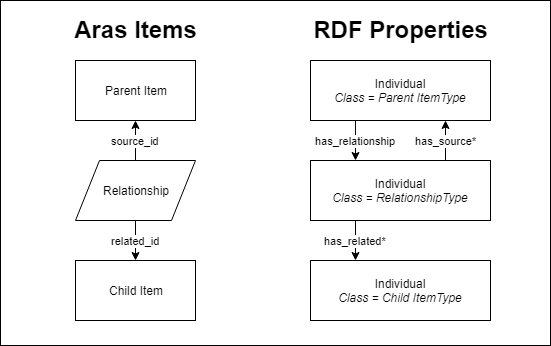 Aras Items
Parent Item
source_id
Relationship
related_id
Child Item
RDF Properties
Individual
Class = Parent ItemType
has_relationship
has_source*
Individual
Class = RelationshipType
has_related*
Individual
Class = Child ItemType